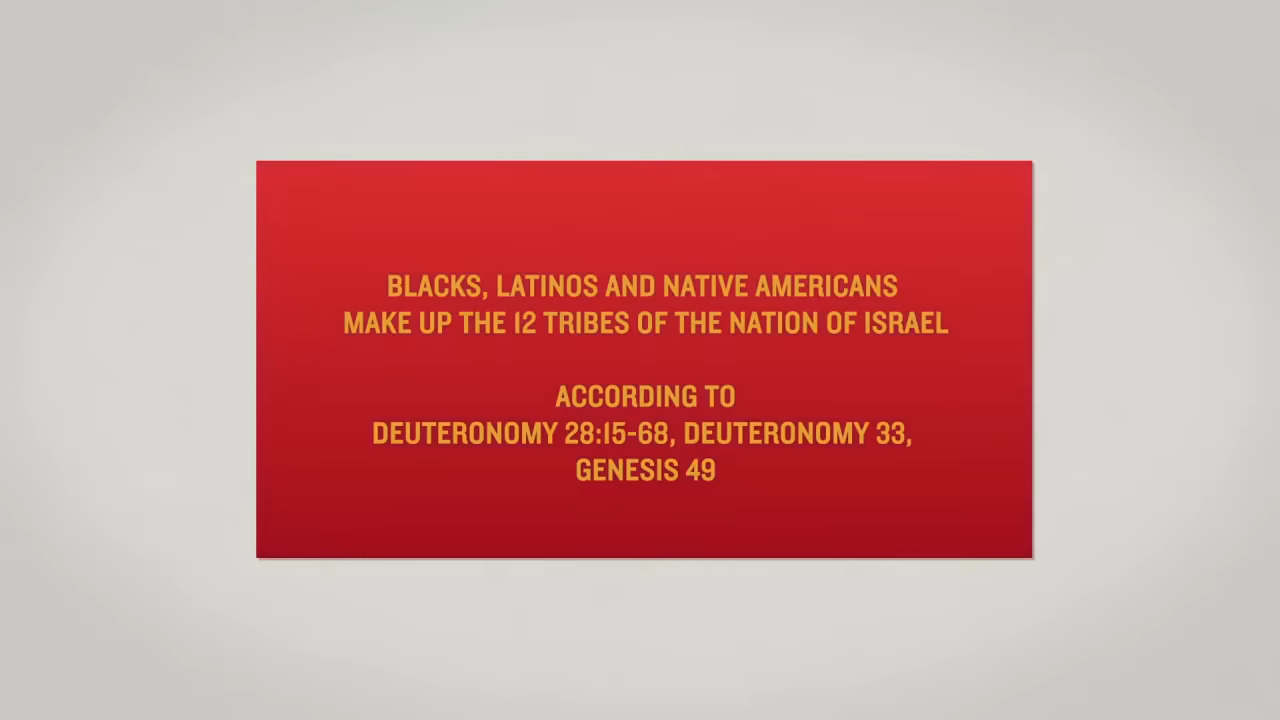 BLACKS, LATINOS AND NATIVE AMERICANS
MAKE UP THE 12 TRIBES OF THE NATION OF ISRAEL
ACCORDING TO
DEUTERONOMY 28:15-68, DEUTERONOMY 33,
GENESIS 49